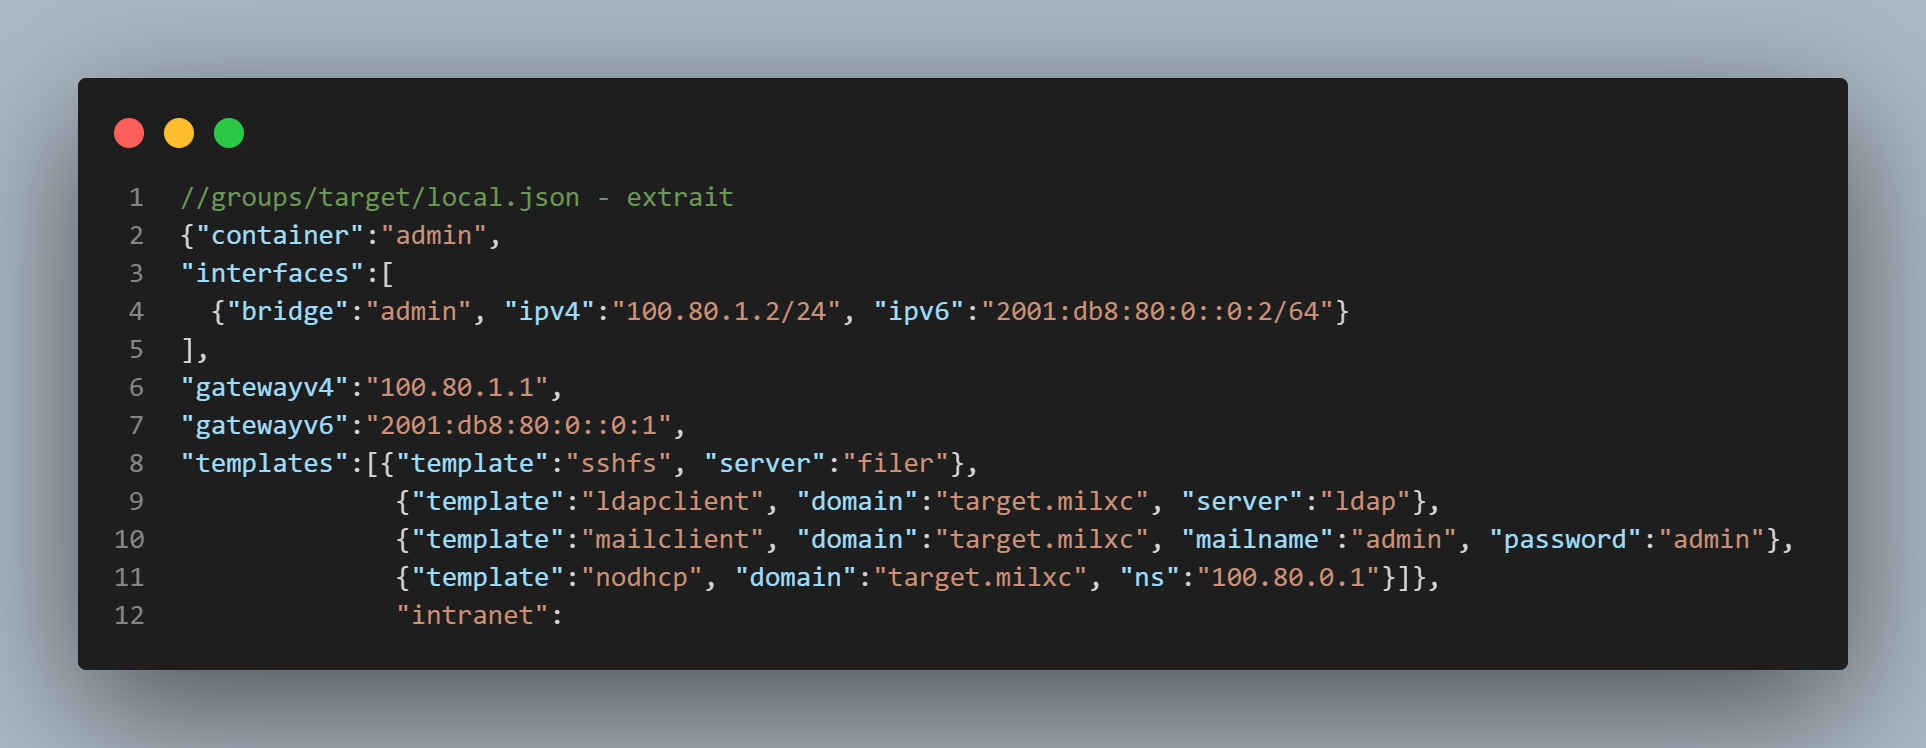 1 //groups/target/local.json - extrait
2 {"container":"admin",
3 "interfaces":[
4   {"bridge":"admin", "ipv4":"100.80.1.2/24", "ipv6":"2001:db8:80:0::0:2/64"}
5 ],
6 "gatewayv4":"100.80.1.1",
7 "gatewayv6":"2001:db8:80:0::0:1",
8 "templates":[{"template":"sshfs", "server":"filer"},
9               {"template":"ldapclient", "domain":"target.milxc", "server":"ldap"},
10               {"template":"mailclient", "domain":"target.milxc", "mailname":"admin", "password":"admin"},
11               {"template":"nodhcp", "domain":"target.milxc", "ns":"100.80.0.1"}]},
12               "intranet":